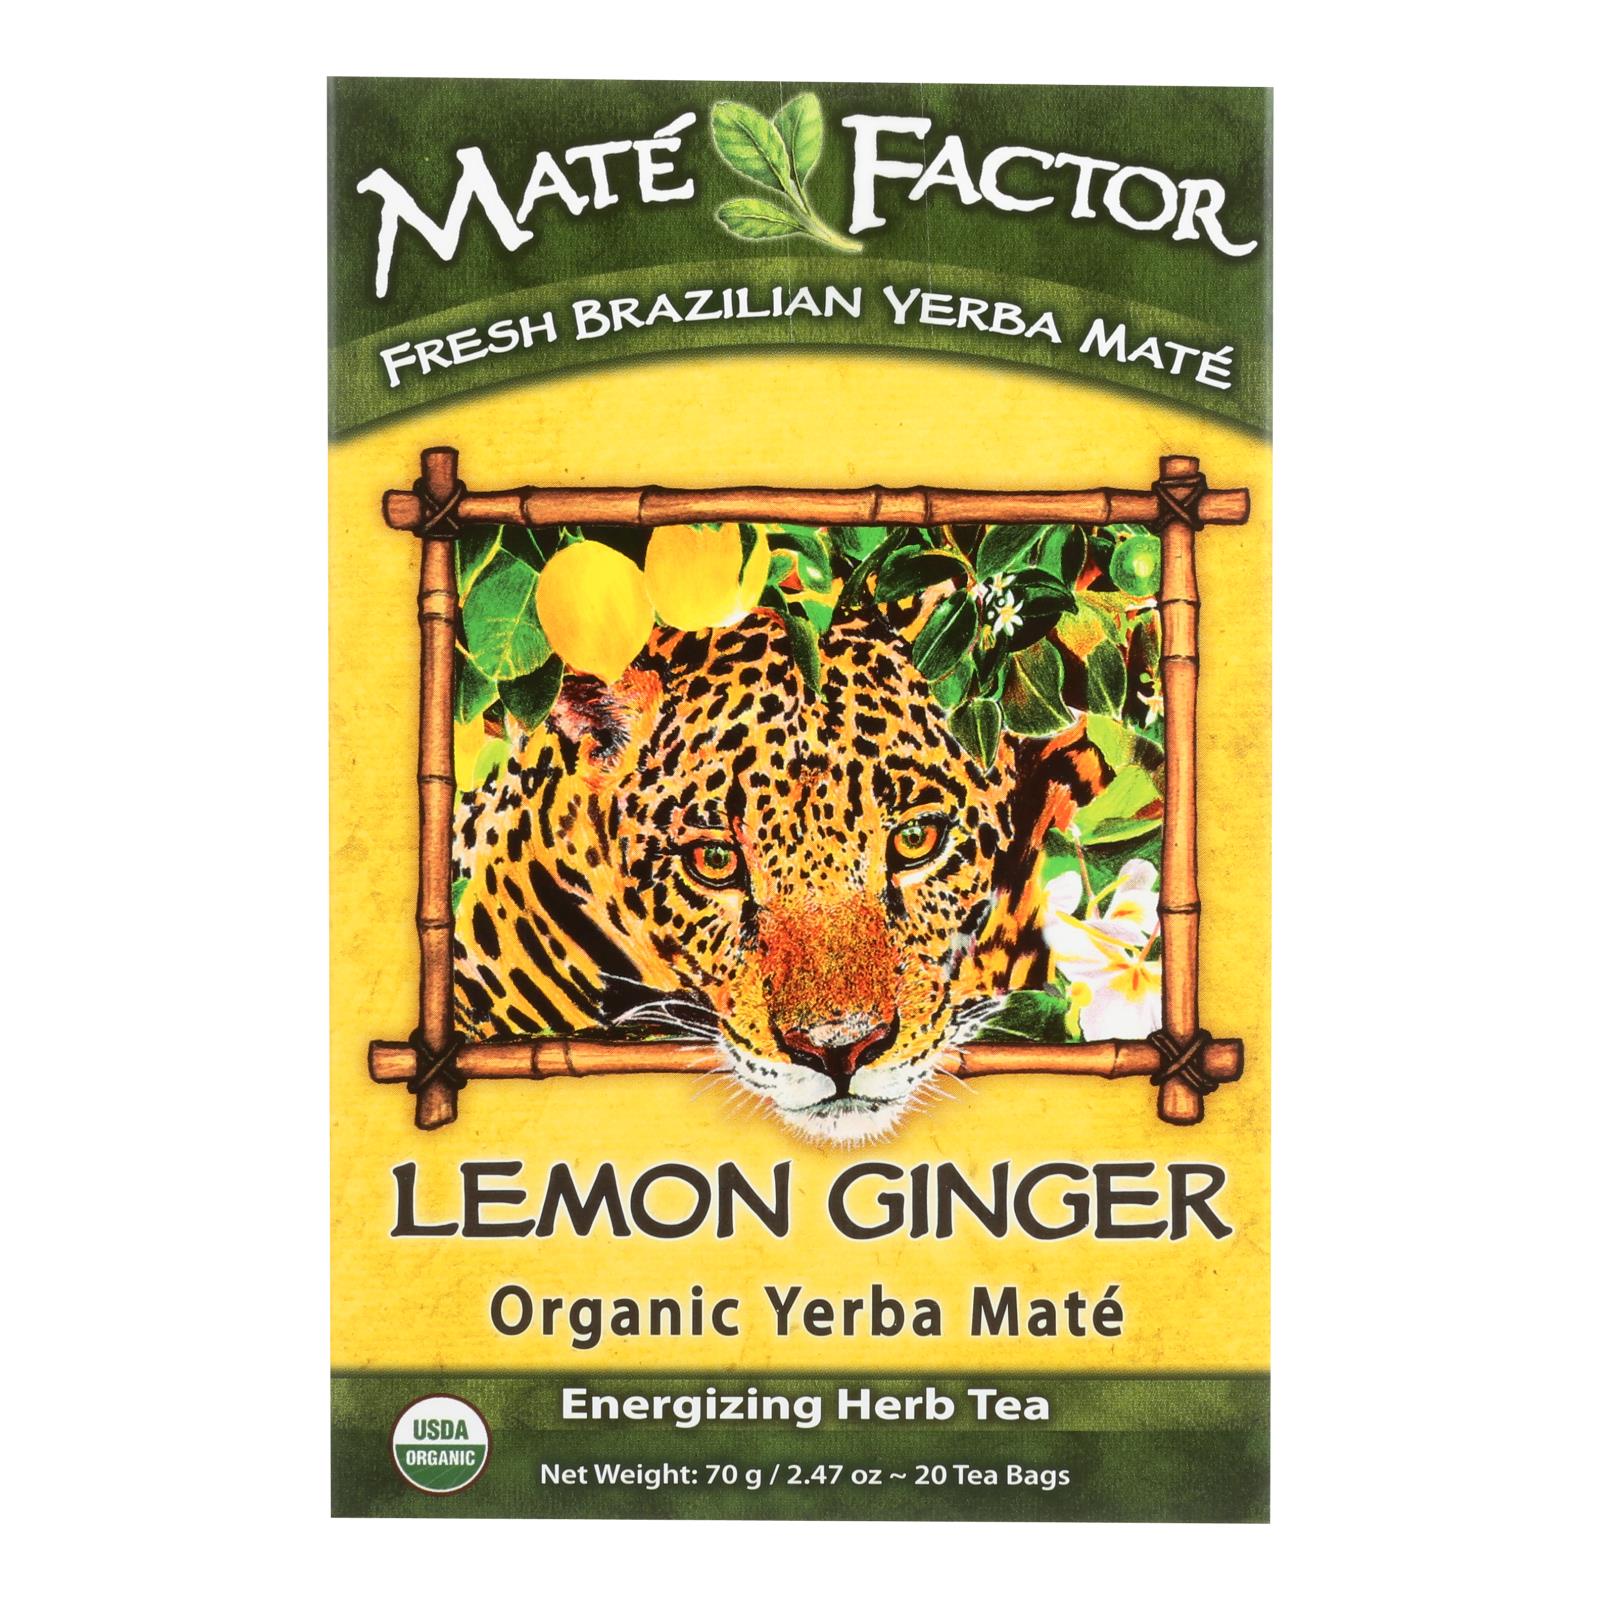 MATÉ FACTOR
FRESH BRAZILIAN YERBA MATÉ
LEMON GINGER
Organic Yerba Maté
Energizing Herb Tea
USDA
ORGANIC
Net Weight: 70 g / 2.47 oz ~ 20 Tea Bags